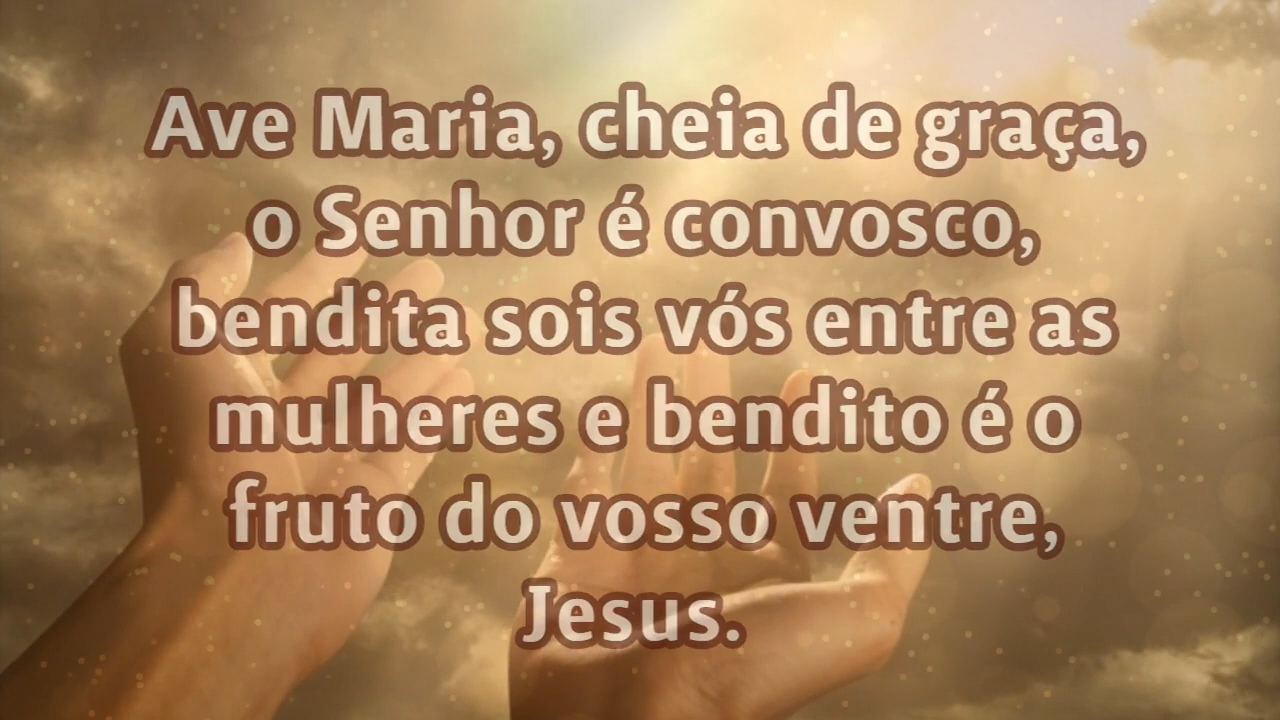 Ave Maria, cheia de graça,
o Senhor é convosco,
bendita sois vós entre as
mulheres e bendito é o
fruto do vosso ventre,
Jesus.